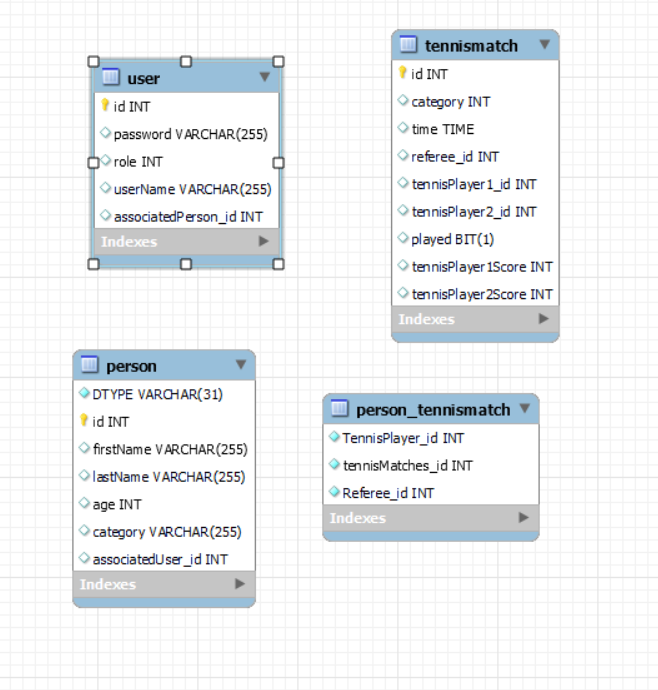 user
id INT
password VARCHAR(255)
role INT
userName VARCHAR(255)
associatedPerson_id INT
Indexes
tennismatch
id INT
category INT
time TIME
referee_id INT
tennisPlayer1_id INT
tennisPlayer2_id INT
played BIT(1)
tennisPlayer1Score INT
tennisPlayer2Score INT
Indexes
person
DTYPE VARCHAR(31)
id INT
firstName VARCHAR(255)
lastName VARCHAR(255)
age INT
category VARCHAR(255)
associatedUser_id INT
Indexes
person_tennismatch
TennisPlayer_id INT
tennisMatches_id INT
Referee_id INT
Indexes